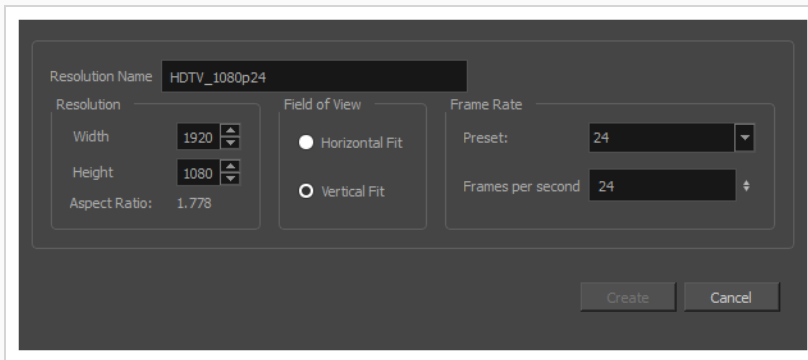 Resolution Name HDTV_1080p24
Resolution
Width 1920
Height 1080
Aspect Ratio: 1.778
Field of View
Horizontal Fit
Vertical Fit
Frame Rate
Preset: 24
Frames per second 24
Create Cancel